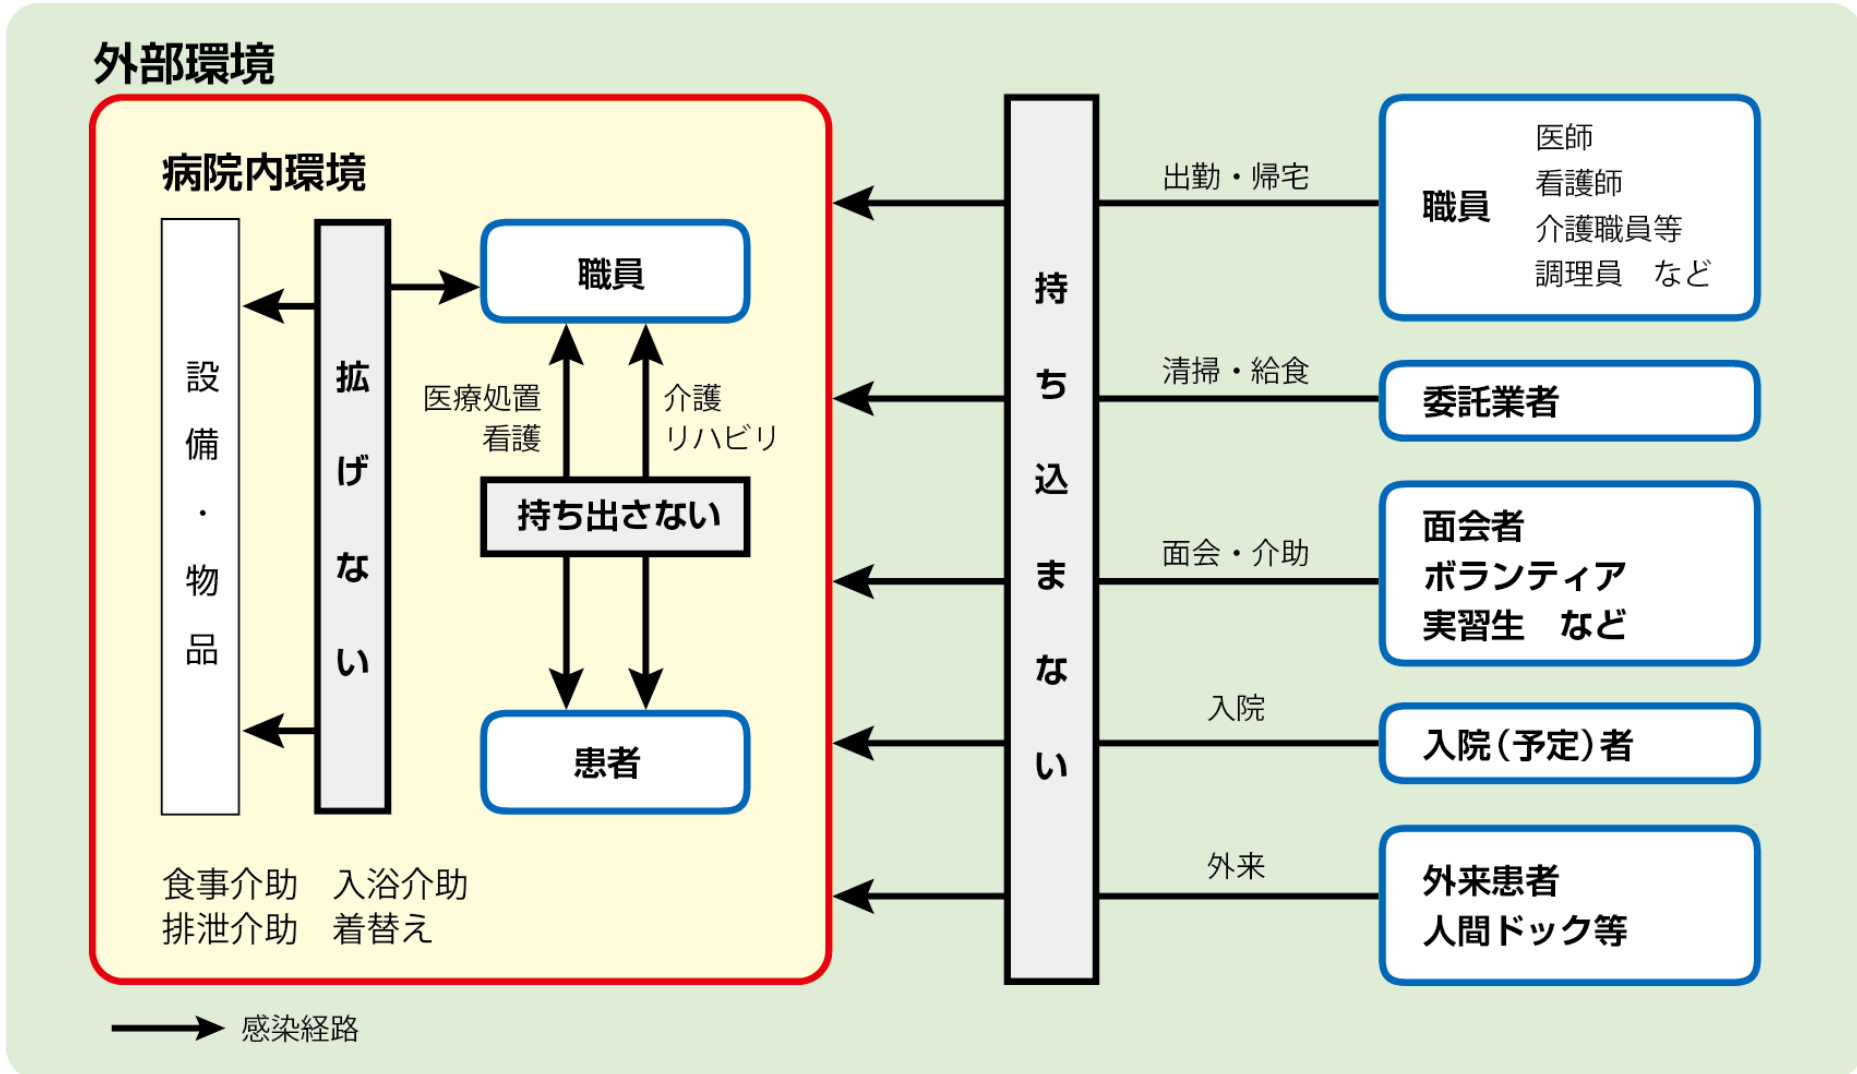 外部環境
病院内環境
設備・物品
拡げない
職員
医療処置
看護
介護
リハビリ
持ち出さない
患者
食事介助　入浴介助
排泄介助　着替え
持ち込まない
出勤・帰宅
職員
医師
看護師
介護職員等
調理員　など
清掃・給食
委託業者
面会・介助
面会者
ボランティア
実習生　など
入院
入院（予定）者
外来
外来患者
人間ドック等
感染経路